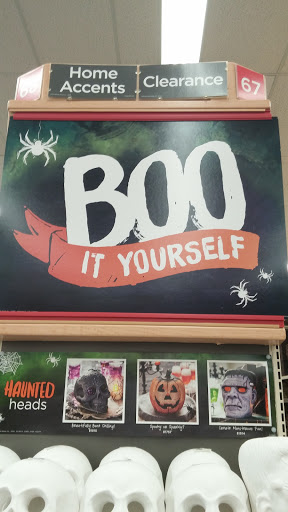 Home Accents
Clearance
67
BOO
IT YOURSELF
HAUNTED
heads